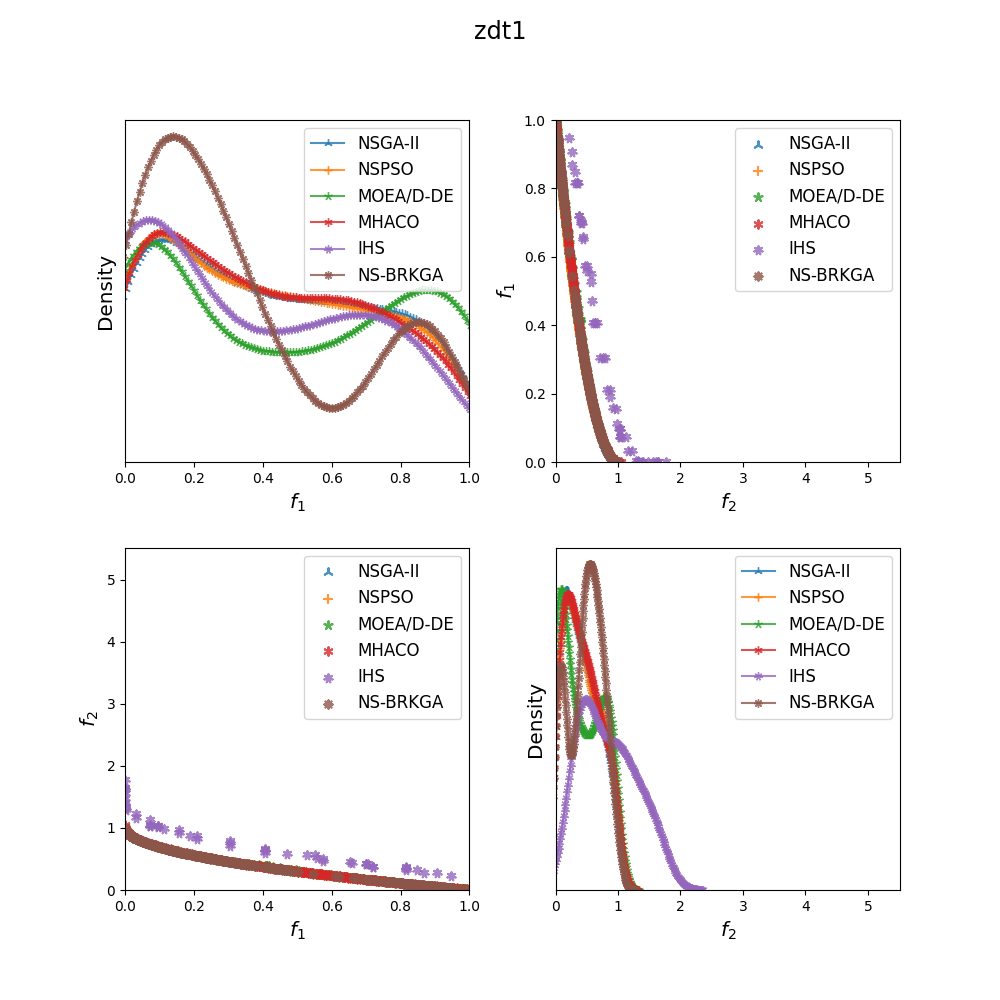 zdt1
Density
NSGA-II
NSPSO
MOEA/D-DE
MHACO
IHS
NS-BRKGA
0.0 0.2 0.4 0.6 0.8 1.0
f1
f1
1.0
0.8
0.6
0.4
0.2
0.0
NSGA-II
NSPSO
MOEA/D-DE
MHACO
IHS
NS-BRKGA
0 1 2 3 4 5
f2
f2
5
4
3
2
1
0
NSGA-II
NSPSO
MOEA/D-DE
MHACO
IHS
NS-BRKGA
0.0 0.2 0.4 0.6 0.8 1.0
f1
Density
NSGA-II
NSPSO
MOEA/D-DE
MHACO
IHS
NS-BRKGA
0 1 2 3 4 5
f2